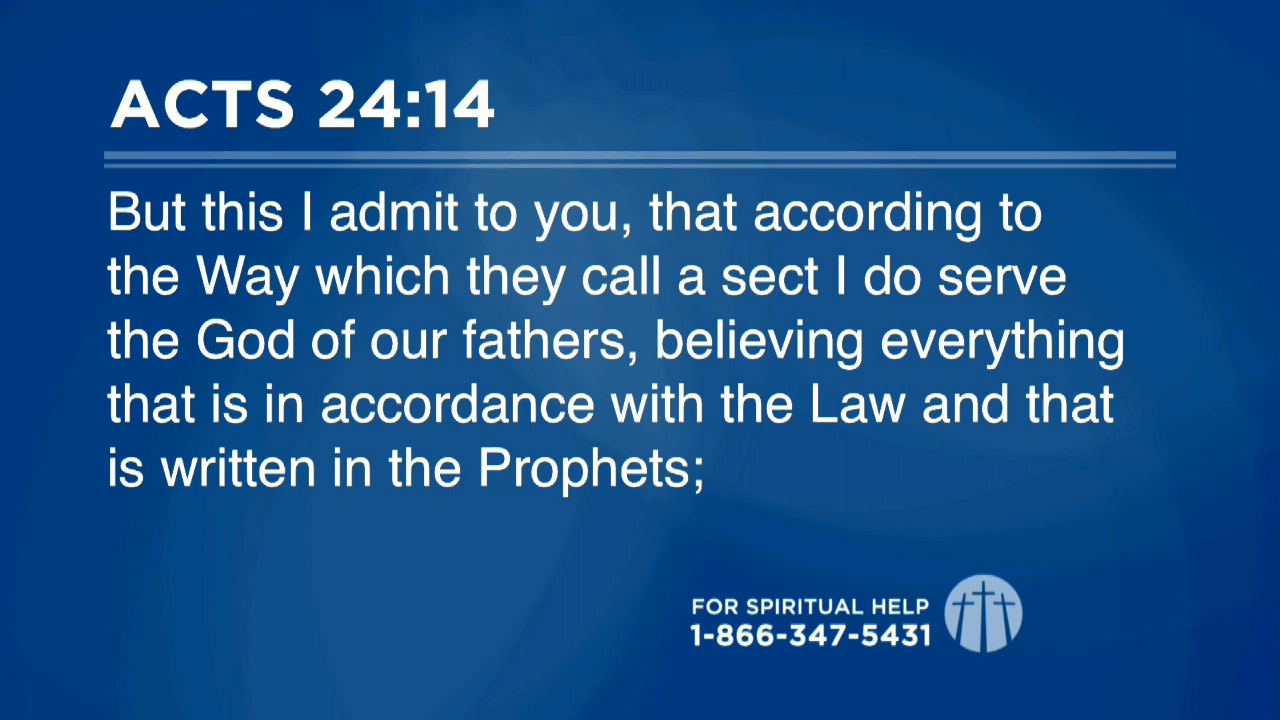 ACTS 24:14
But this I admit to you, that according to
the Way which they call a sect I do serve
the God of our fathers, believing everything
that is in accordance with the Law and that
is written in the Prophets;
FOR SPIRITUAL HELP
1-866-347-5431